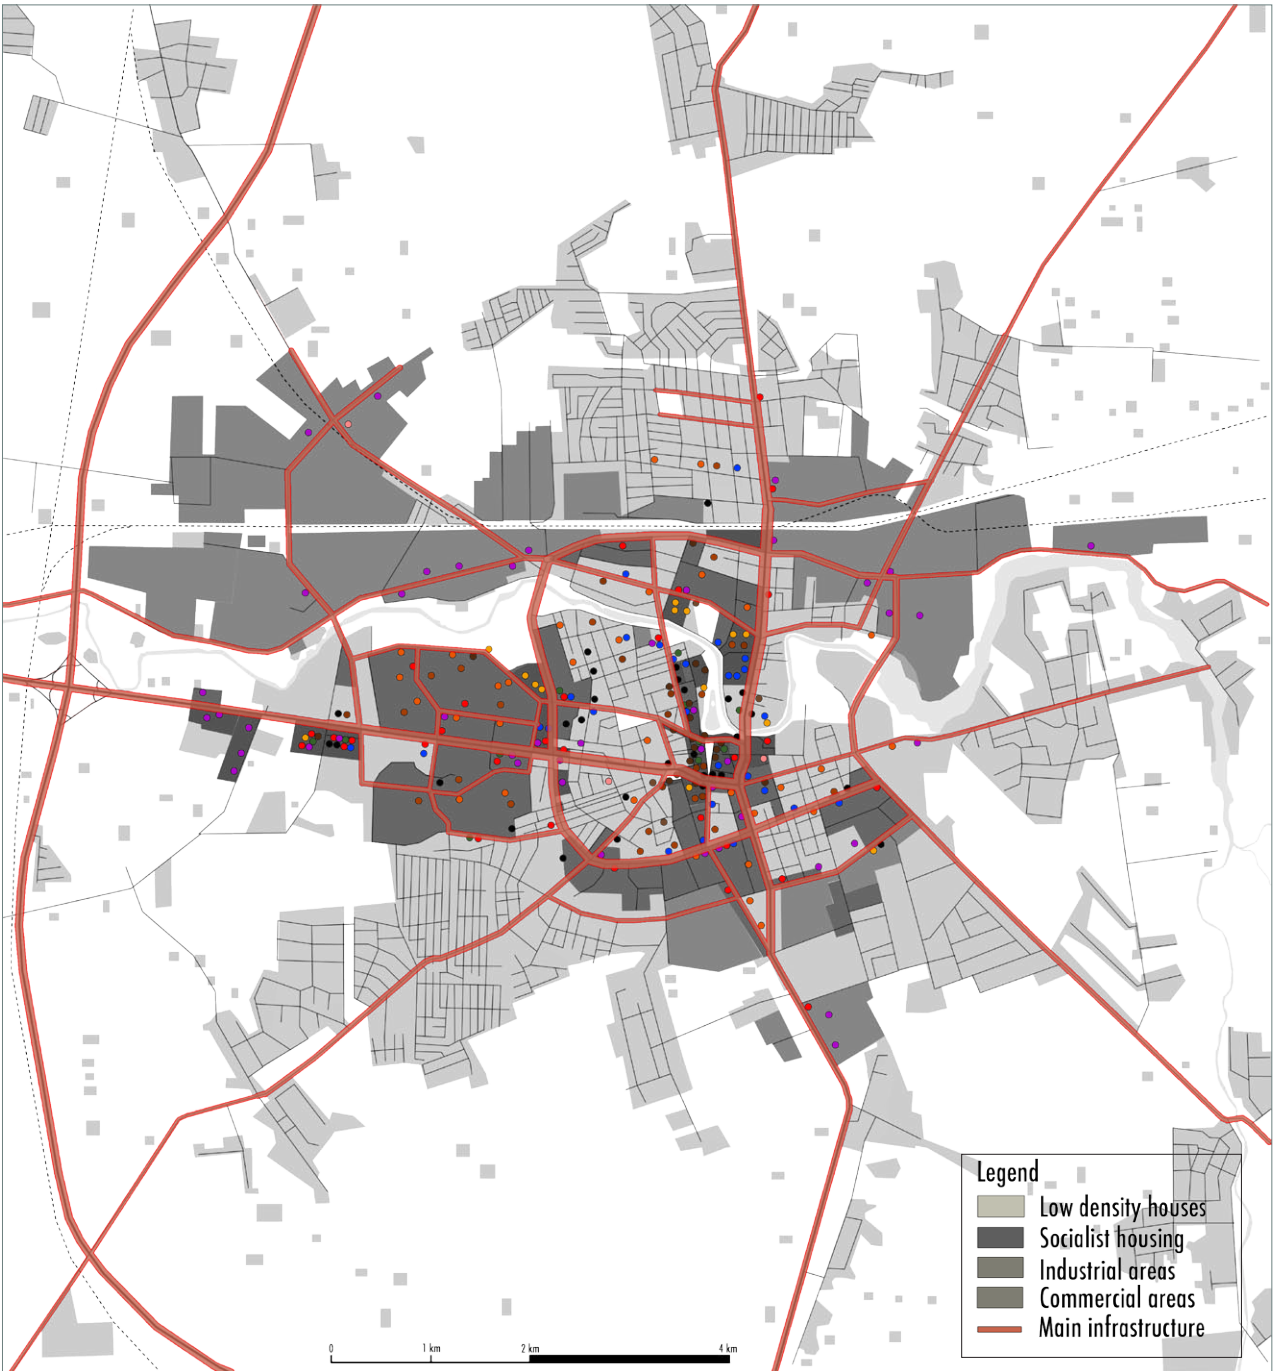 Legend
Low density houses
Socialist housing
Industrial areas
Commercial areas
Main infrastructure
0 1 km 2 km 4 km